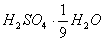 H₂SO₄ · 1/9 H₂O